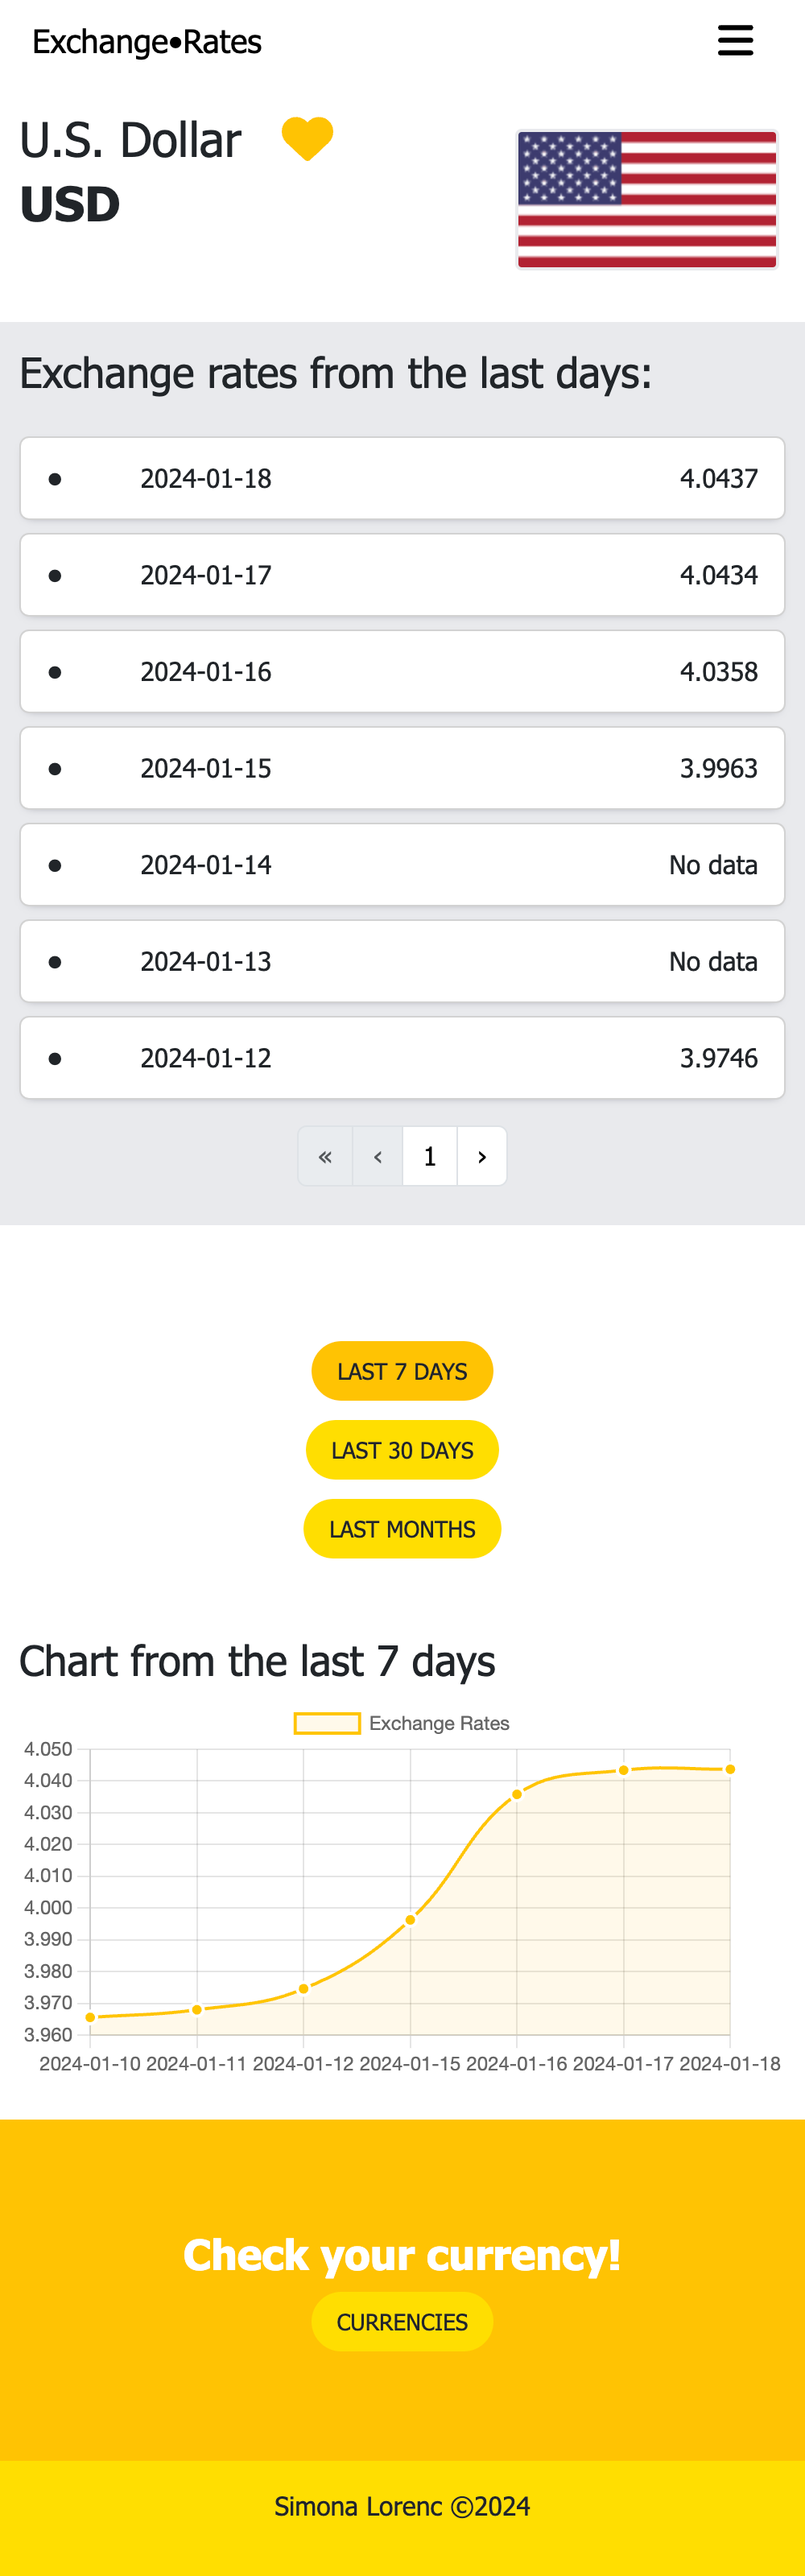 Exchange•Rates
U.S. Dollar
USD
Exchange rates from the last days:
• 2024-01-18 4.0437
• 2024-01-17 4.0434
• 2024-01-16 4.0358
• 2024-01-15 3.9963
• 2024-01-14 No data
• 2024-01-13 No data
• 2024-01-12 3.9746
« ‹ 1 ›
LAST 7 DAYS
LAST 30 DAYS
LAST MONTHS
Chart from the last 7 days
Exchange Rates
4.050
4.040
4.030
4.020
4.010
4.000
3.990
3.980
3.970
3.960
2024-01-10 2024-01-11 2024-01-12 2024-01-15 2024-01-16 2024-01-17 2024-01-18
Check your currency!
CURRENCIES
Simona Lorenc ©2024